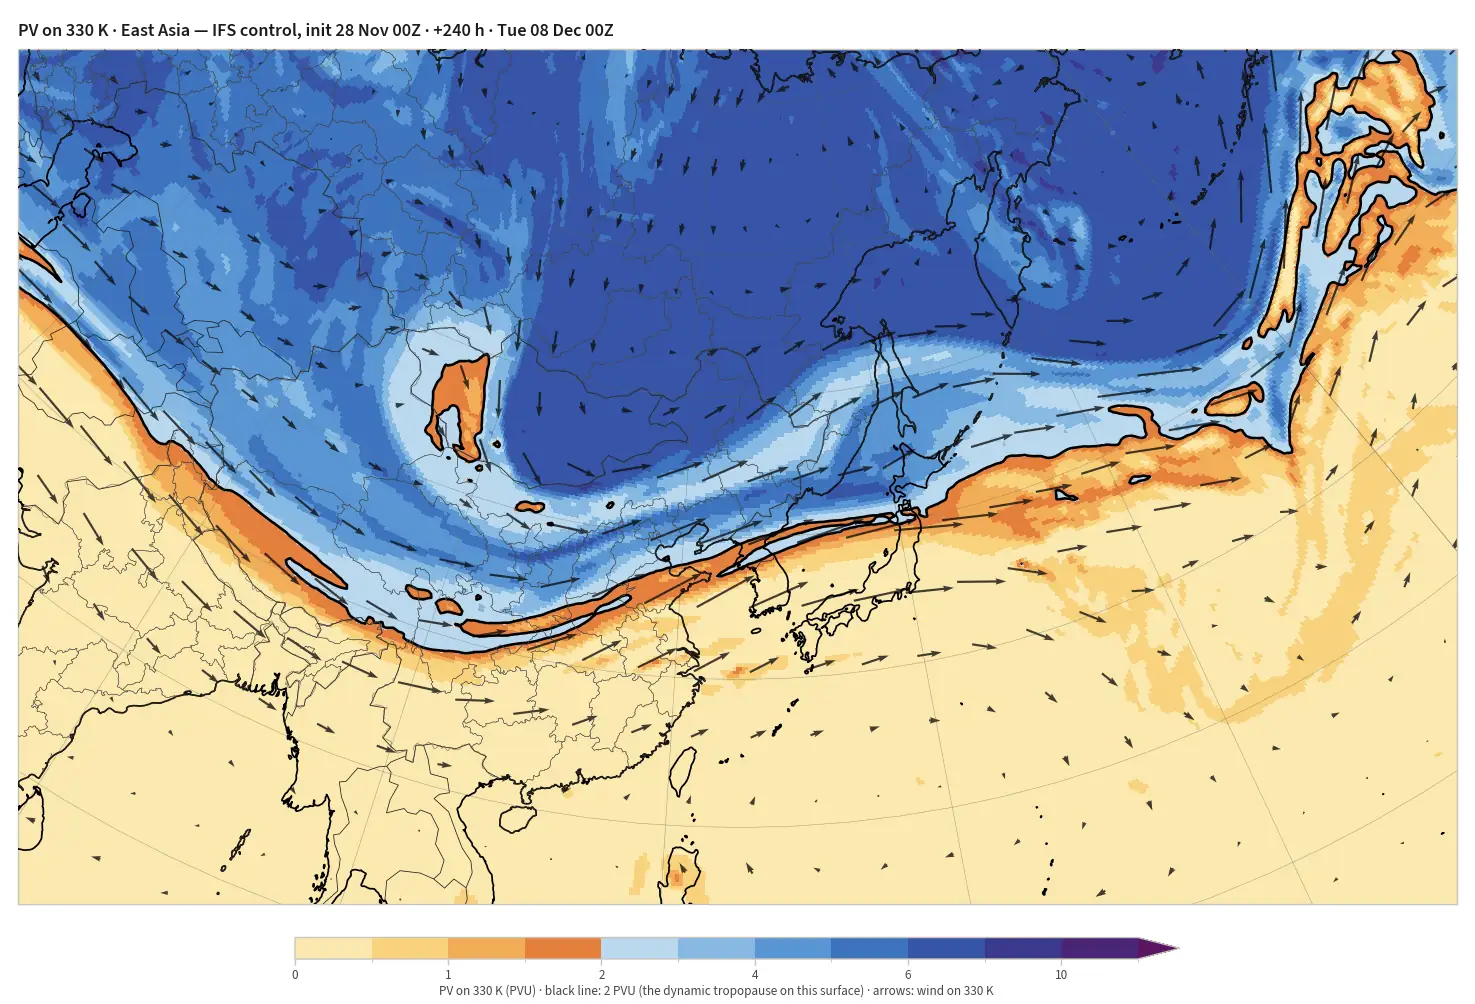 PV on 330 K · East Asia — IFS control, init 28 Nov 00Z · +240 h · Tue 08 Dec 00Z
0 1 2 4 6 10
PV on 330 K (PVU) · black line: 2 PVU (the dynamic tropopause on this surface) · arrows: wind on 330 K